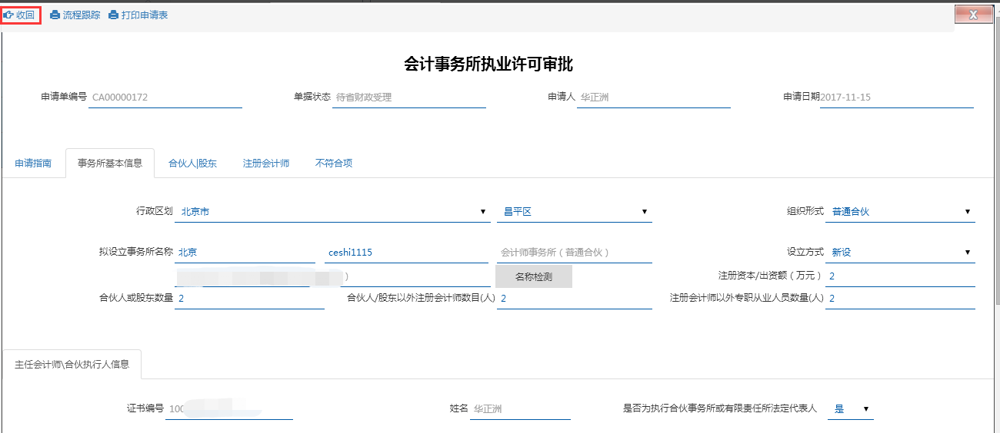 收回 流程跟踪 打印申请表 X
会计事务所执业许可审批
申请单编号 CA00000172 单据状态 待省财政受理 申请人 华正洲 申请日期 2017-11-15
申请指南 事务所基本信息 合伙人|股东 注册会计师 不符合项
行政区划 北京市 昌平区 组织形式 普通合伙
拟设立事务所名称 北京 ceshi1115 会计师事务所（普通合伙） 设立方式 新设
） 名称检测 注册资本/出资额（万元） 2
合伙人或股东数量 2 合伙人/股东以外注册会计师数目(人) 2 注册会计师以外专职从业人员数量(人) 2
主任会计师\合伙执行人信息
证书编号 100 姓名 华正洲 是否为执行合伙事务所或有限责任所法定代表人 是